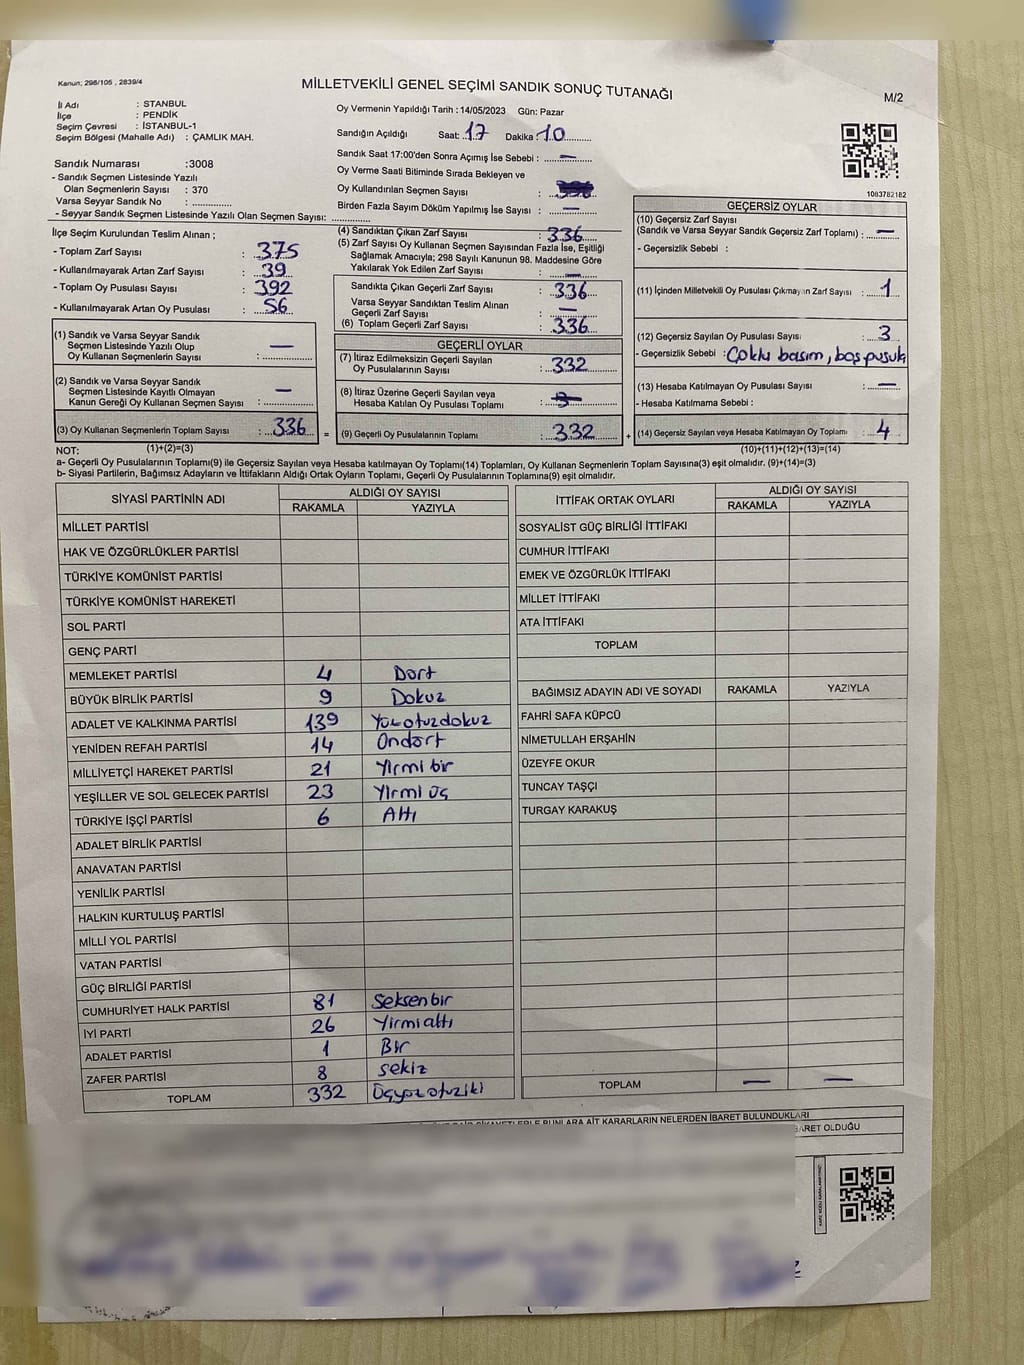 Kanun; 298/105 , 2839/4
MİLLETVEKİLİ GENEL SEÇİMİ SANDIK SONUÇ TUTANAĞI
M/2
İl Adı : STANBUL
İlçe : PENDİK
Seçim Çevresi : İSTANBUL-1
Seçim Bölgesi (Mahalle Adı) : ÇAMLIK MAH.
Sandık Numarası :3008
- Sandık Seçmen Listesinde Yazılı
Olan Seçmenlerin Sayısı : 370
Varsa Seyyar Sandık No :
- Seyyar Sandık Seçmen Listesinde Yazılı Olan Seçmen Sayısı:
Oy Vermenin Yapıldığı Tarih : 14/05/2023 Gün: Pazar
Sandığın Açıldığı Saat: 17 Dakika: 10
Sandık Saat 17:00'den Sonra Açımış İse Sebebi : —
Oy Verme Saati Bitiminde Sırada Bekleyen ve
Oy Kullandırılan Seçmen Sayısı :
Birden Fazla Sayım Döküm Yapılmış İse Sayısı : —
1083782182
İlçe Seçim Kurulundan Teslim Alınan ;
- Toplam Zarf Sayısı : 375
- Kullanılmayarak Artan Zarf Sayısı : 39
- Toplam Oy Pusulası Sayısı : 392
- Kullanılmayarak Artan Oy Pusulası : 56
(1) Sandık ve Varsa Seyyar Sandık
Seçmen Listesinde Yazılı Olup
Oy Kullanan Seçmenlerin Sayısı : —
(2) Sandık ve Varsa Seyyar Sandık
Seçmen Listesinde Kayıtlı Olmayan
Kanun Gereği Oy Kullanan Seçmen Sayısı : —
(3) Oy Kullanan Seçmenlerin Toplam Sayısı : 336
(1)+(2)=(3)
(4) Sandıktan Çıkan Zarf Sayısı : 336
(5) Zarf Sayısı Oy Kullanan Seçmen Sayısından Fazla İse, Eşitliği
Sağlamak Amacıyla; 298 Sayılı Kanunun 98. Maddesine Göre
Yakılarak Yok Edilen Zarf Sayısı : —
Sandıkta Çıkan Geçerli Zarf Sayısı : 336
Varsa Seyyar Sandıktan Teslim Alınan
Geçerli Zarf Sayısı : —
(6) Toplam Geçerli Zarf Sayısı : 336
GEÇERLİ OYLAR
(7) İtiraz Edilmeksizin Geçerli Sayılan
Oy Pusulalarının Sayısı : 332
(8) İtiraz Üzerine Geçerli Sayılan veya
Hesaba Katılan Oy Pusulası Toplamı :
= (9) Geçerli Oy Pusulalarının Toplamı : 332 +
GEÇERSİZ OYLAR
(10) Geçersiz Zarf Sayısı
(Sandık ve Varsa Seyyar Sandık Geçersiz Zarf Toplamı) : —
- Geçersizlik Sebebi :
(11) İçinden Milletvekili Oy Pusulası Çıkmayan Zarf Sayısı : 1
(12) Geçersiz Sayılan Oy Pusulası Sayısı : 3
- Geçersizlik Sebebi : Çoklu basım, boş pusula
(13) Hesaba Katılmayan Oy Pusulası Sayısı : —
- Hesaba Katılmama Sebebi :
(14) Geçersiz Sayılan veya Hesaba Katılmayan Oy Toplamı : 4
(10)+(11)+(12)+(13)=(14)
NOT:
a- Geçerli Oy Pusulalarının Toplamı(9) ile Geçersiz Sayılan veya Hesaba katılmayan Oy Toplamı(14) Toplamları, Oy Kullanan Seçmenlerin Toplam Sayısına(3) eşit olmalıdır. (9)+(14)=(3)
b- Siyasi Partilerin, Bağımsız Adayların ve İttifakların Aldığı Ortak Oyların Toplamı, Geçerli Oy Pusulalarının Toplamına(9) eşit olmalıdır.
SİYASİ PARTİNİN ADI ALDIĞI OY SAYISI
RAKAMLA YAZIYLA
MİLLET PARTİSİ
HAK VE ÖZGÜRLÜKLER PARTİSİ
TÜRKİYE KOMÜNİST PARTİSİ
TÜRKİYE KOMÜNİST HAREKETİ
SOL PARTİ
GENÇ PARTİ
MEMLEKET PARTİSİ 4 Dört
BÜYÜK BİRLİK PARTİSİ 9 Dokuz
ADALET VE KALKINMA PARTİSİ 139 Yüzotuzdokuz
YENİDEN REFAH PARTİSİ 14 Ondört
MİLLİYETÇİ HAREKET PARTİSİ 21 Yirmi bir
YEŞİLLER VE SOL GELECEK PARTİSİ 23 Yirmi üç
TÜRKİYE İŞÇİ PARTİSİ 6 Altı
ADALET BİRLİK PARTİSİ
ANAVATAN PARTİSİ
YENİLİK PARTİSİ
HALKIN KURTULUŞ PARTİSİ
MİLLİ YOL PARTİSİ
VATAN PARTİSİ
GÜÇ BİRLİĞİ PARTİSİ
CUMHURİYET HALK PARTİSİ 81 Seksenbir
İYİ PARTİ 26 Yirmialtı
ADALET PARTİSİ 1 Bir
ZAFER PARTİSİ 8 Sekiz
TOPLAM 332 Üçyüzotuziki
İTTİFAK ORTAK OYLARI ALDIĞI OY SAYISI
RAKAMLA YAZIYLA
SOSYALİST GÜÇ BİRLİĞİ İTTİFAKI
CUMHUR İTTİFAKI
EMEK VE ÖZGÜRLÜK İTTİFAKI
MİLLET İTTİFAKI
ATA İTTİFAKI
TOPLAM
BAĞIMSIZ ADAYIN ADI VE SOYADI RAKAMLA YAZIYLA
FAHRİ SAFA KÜPCÜ
NİMETULLAH ERŞAHİN
ÜZEYFE OKUR
TUNCAY TAŞÇI
TURGAY KARAKUŞ
TOPLAM — —
AİT KARARLARIN NELERDEN İBARET BULUNDUKLARI
OLDUĞU